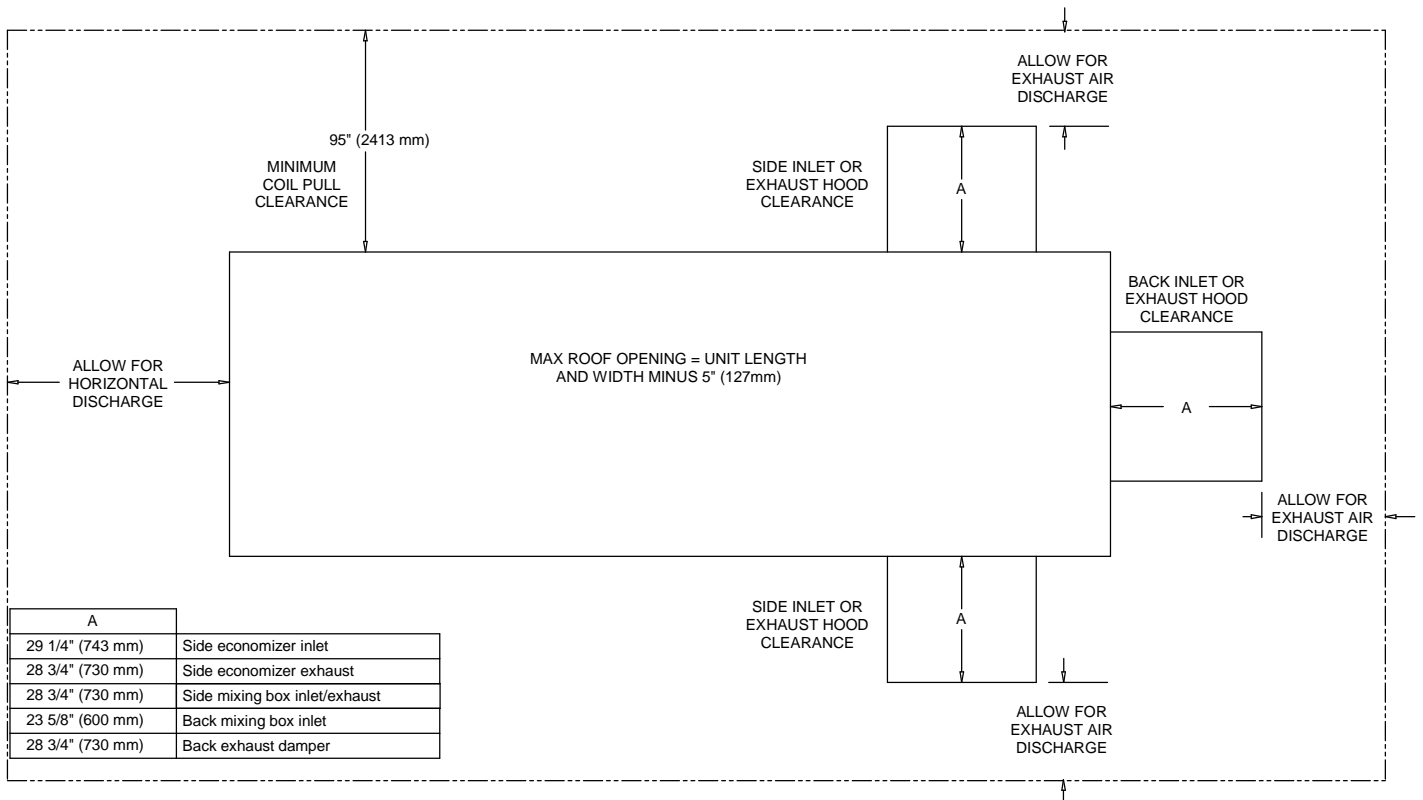 ALLOW FOR
EXHAUST AIR
DISCHARGE
95" (2413 mm)
MINIMUM
COIL PULL
CLEARANCE
SIDE INLET OR
EXHAUST HOOD
CLEARANCE
A
BACK INLET OR
EXHAUST HOOD
CLEARANCE
MAX ROOF OPENING = UNIT LENGTH
AND WIDTH MINUS 5" (127mm)
ALLOW FOR
HORIZONTAL
DISCHARGE
A
ALLOW FOR
EXHAUST AIR
DISCHARGE
SIDE INLET OR
EXHAUST HOOD
CLEARANCE
A
ALLOW FOR
EXHAUST AIR
DISCHARGE
A
29 1/4" (743 mm) Side economizer inlet
28 3/4" (730 mm) Side economizer exhaust
28 3/4" (730 mm) Side mixing box inlet/exhaust
23 5/8" (600 mm) Back mixing box inlet
28 3/4" (730 mm) Back exhaust damper